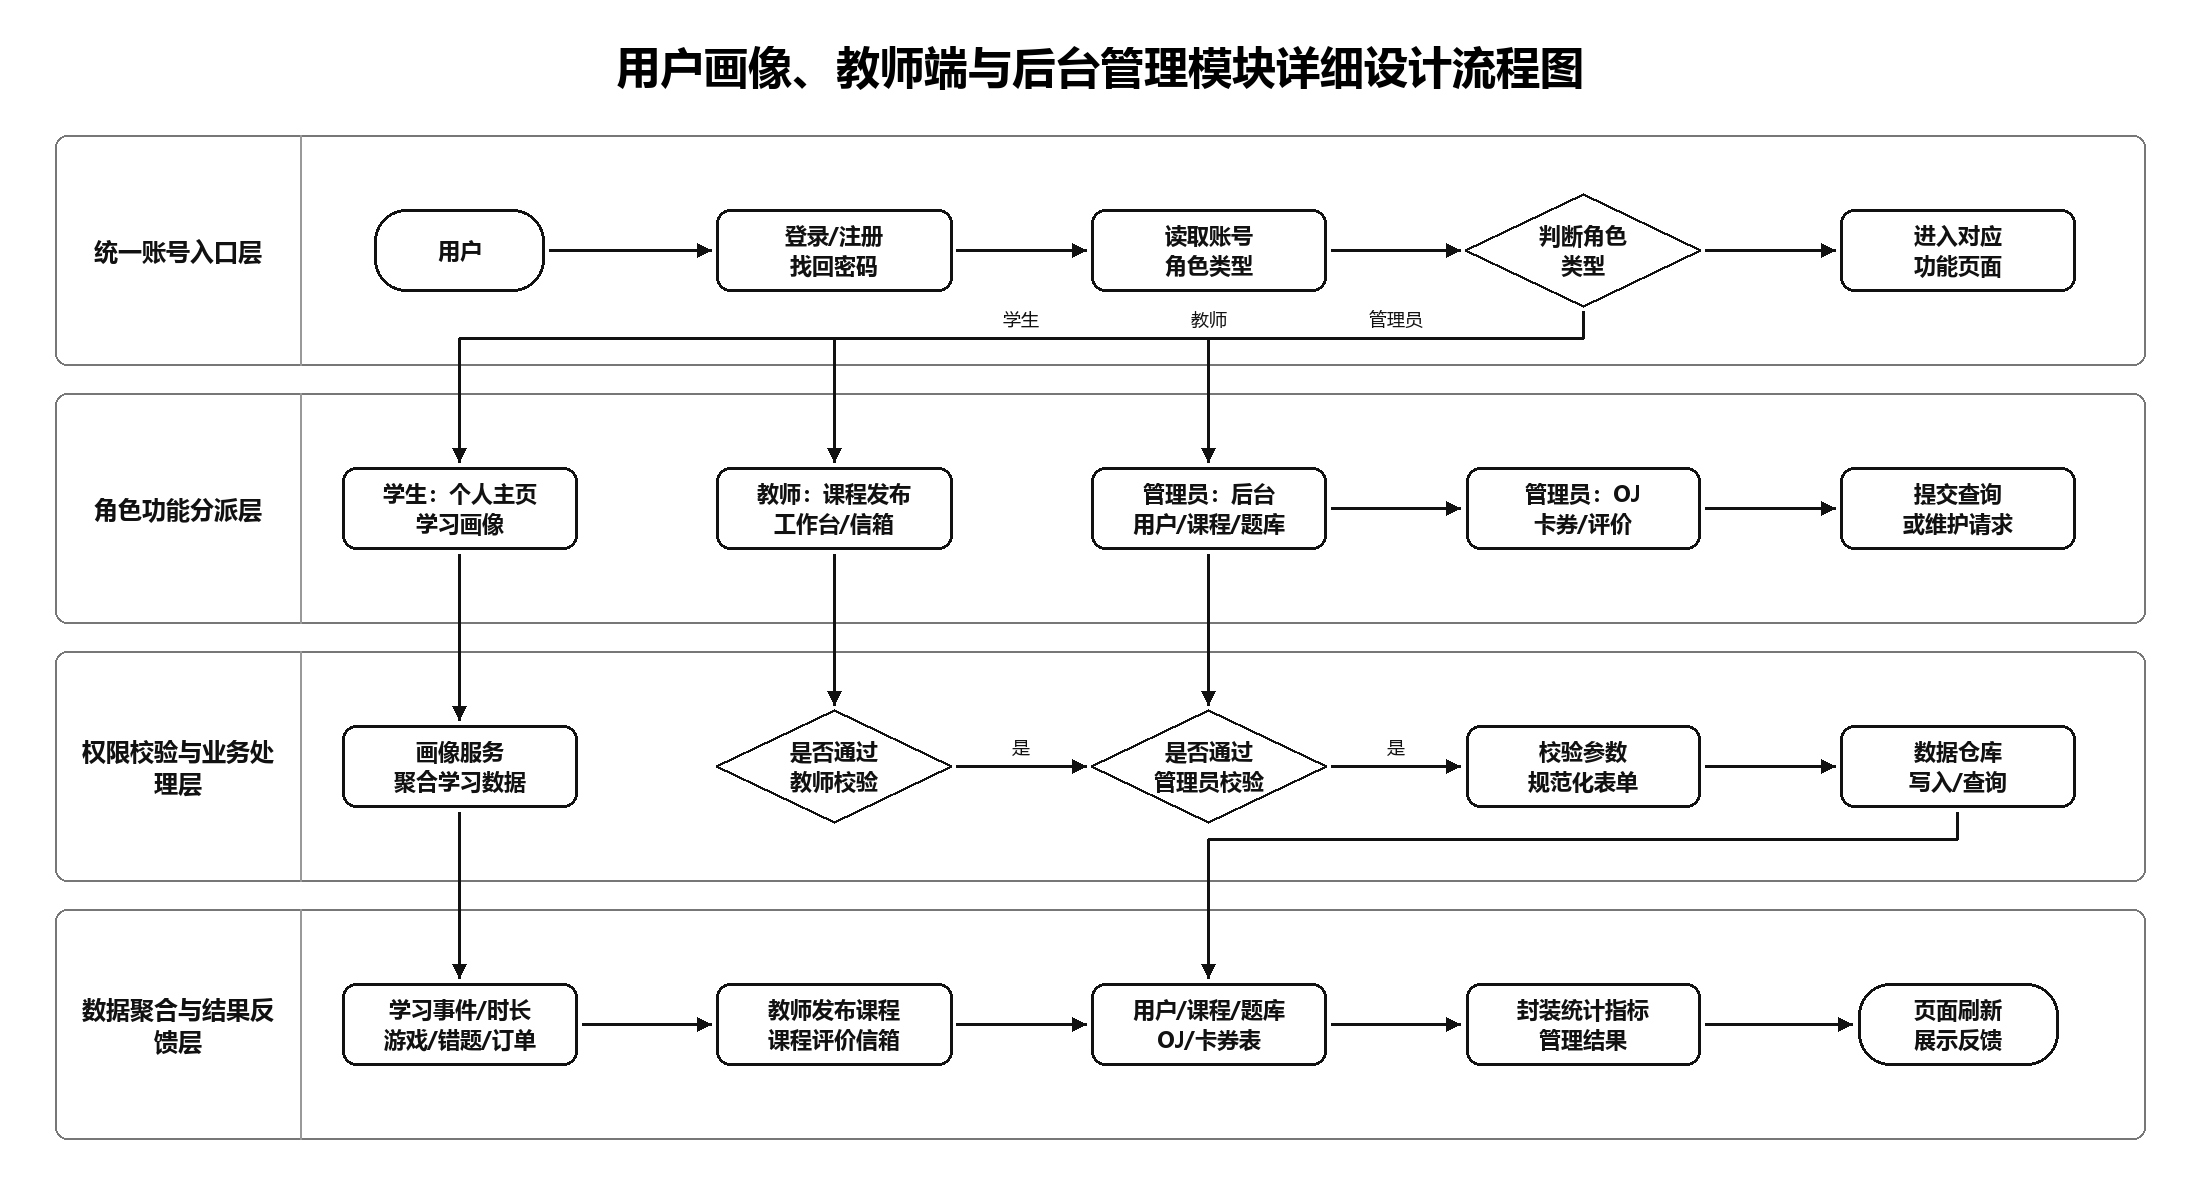 用户画像、教师端与后台管理模块详细设计流程图
统一账号入口层
用户
登录/注册
找回密码
读取账号
角色类型
判断角色
类型
进入对应
功能页面
学生
教师
管理员
角色功能分派层
学生：个人主页
学习画像
教师：课程发布
工作台/信箱
管理员：后台
用户/课程/题库
管理员：OJ
卡券/评价
提交查询
或维护请求
权限校验与业务处
理层
画像服务
聚合学习数据
是否通过
教师校验
是
是否通过
管理员校验
是
校验参数
规范化表单
数据仓库
写入/查询
数据聚合与结果反
馈层
学习事件/时长
游戏/错题/订单
教师发布课程
课程评价信箱
用户/课程/题库
OJ/卡券表
封装统计指标
管理结果
页面刷新
展示反馈